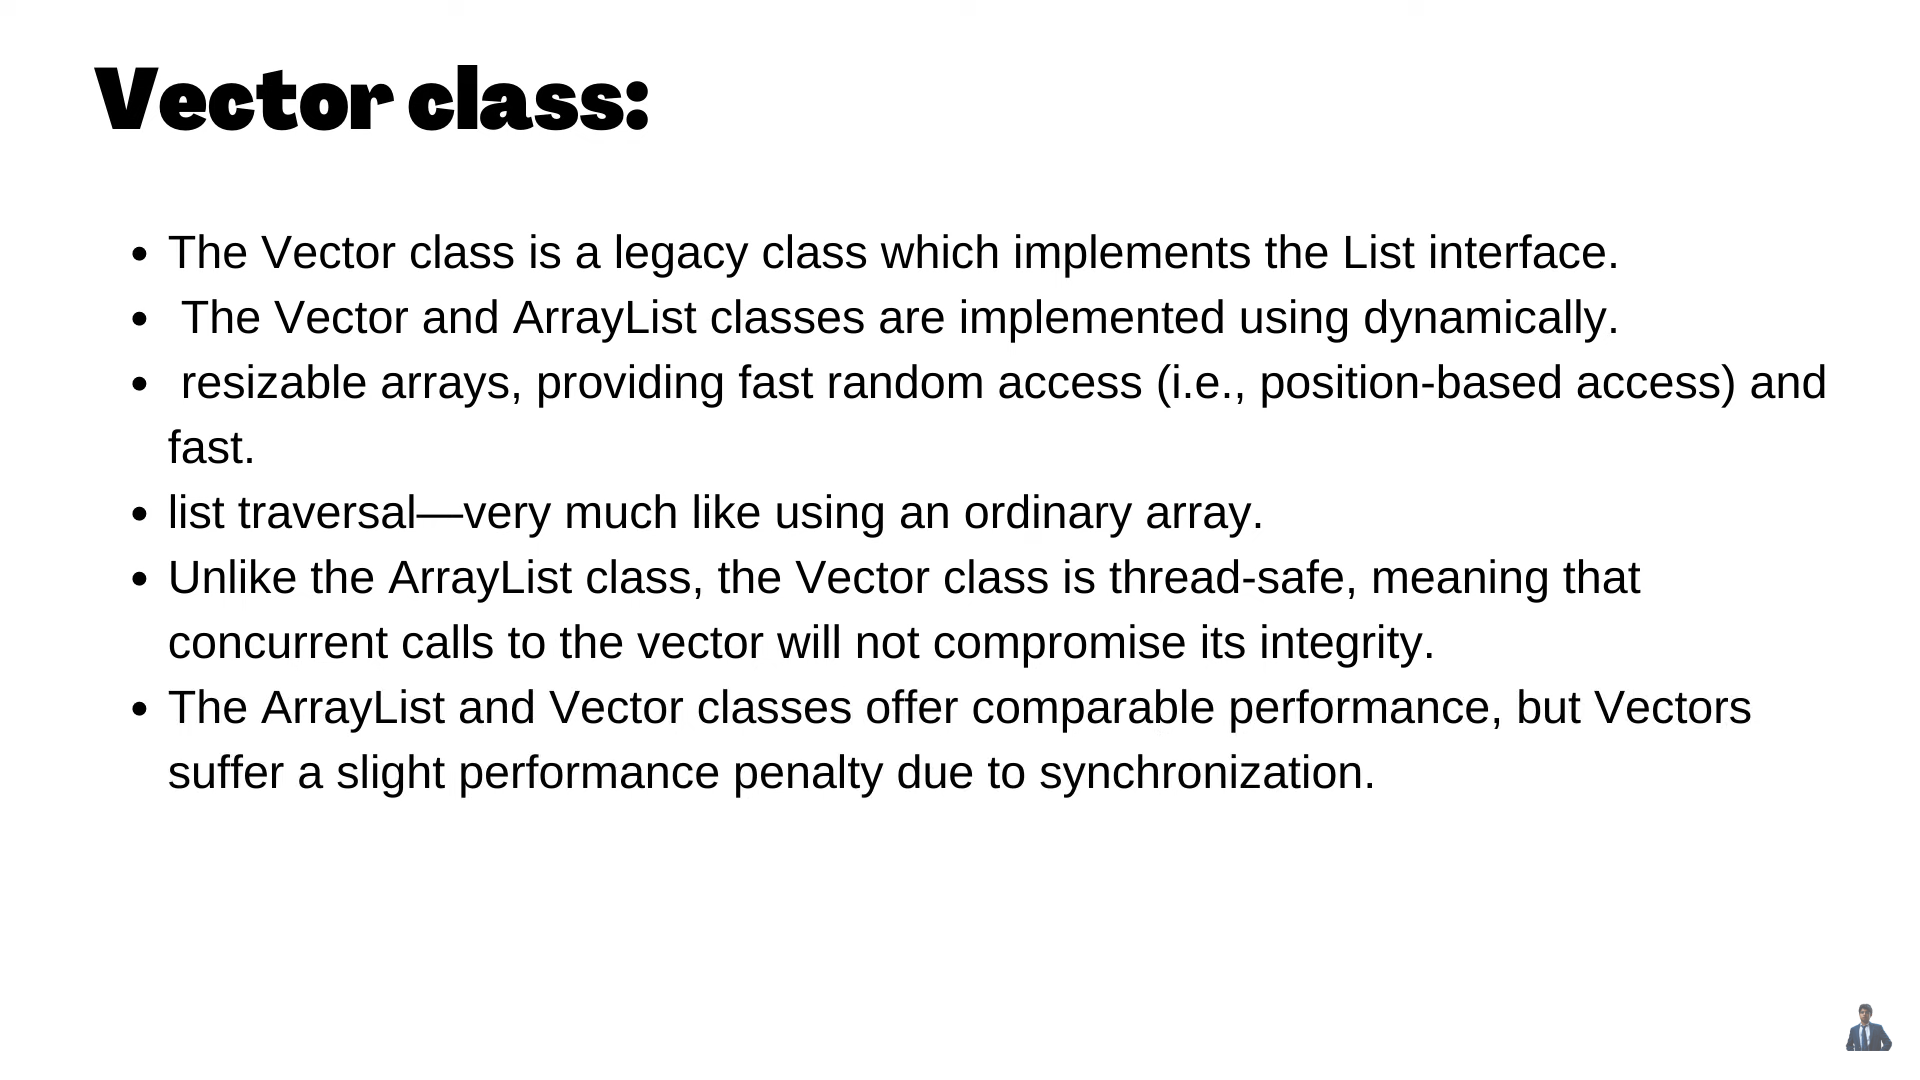 Vector class:
• The Vector class is a legacy class which implements the List interface.
• The Vector and ArrayList classes are implemented using dynamically.
• resizable arrays, providing fast random access (i.e., position-based access) and
fast.
• list traversal—very much like using an ordinary array.
• Unlike the ArrayList class, the Vector class is thread-safe, meaning that
concurrent calls to the vector will not compromise its integrity.
• The ArrayList and Vector classes offer comparable performance, but Vectors
suffer a slight performance penalty due to synchronization.